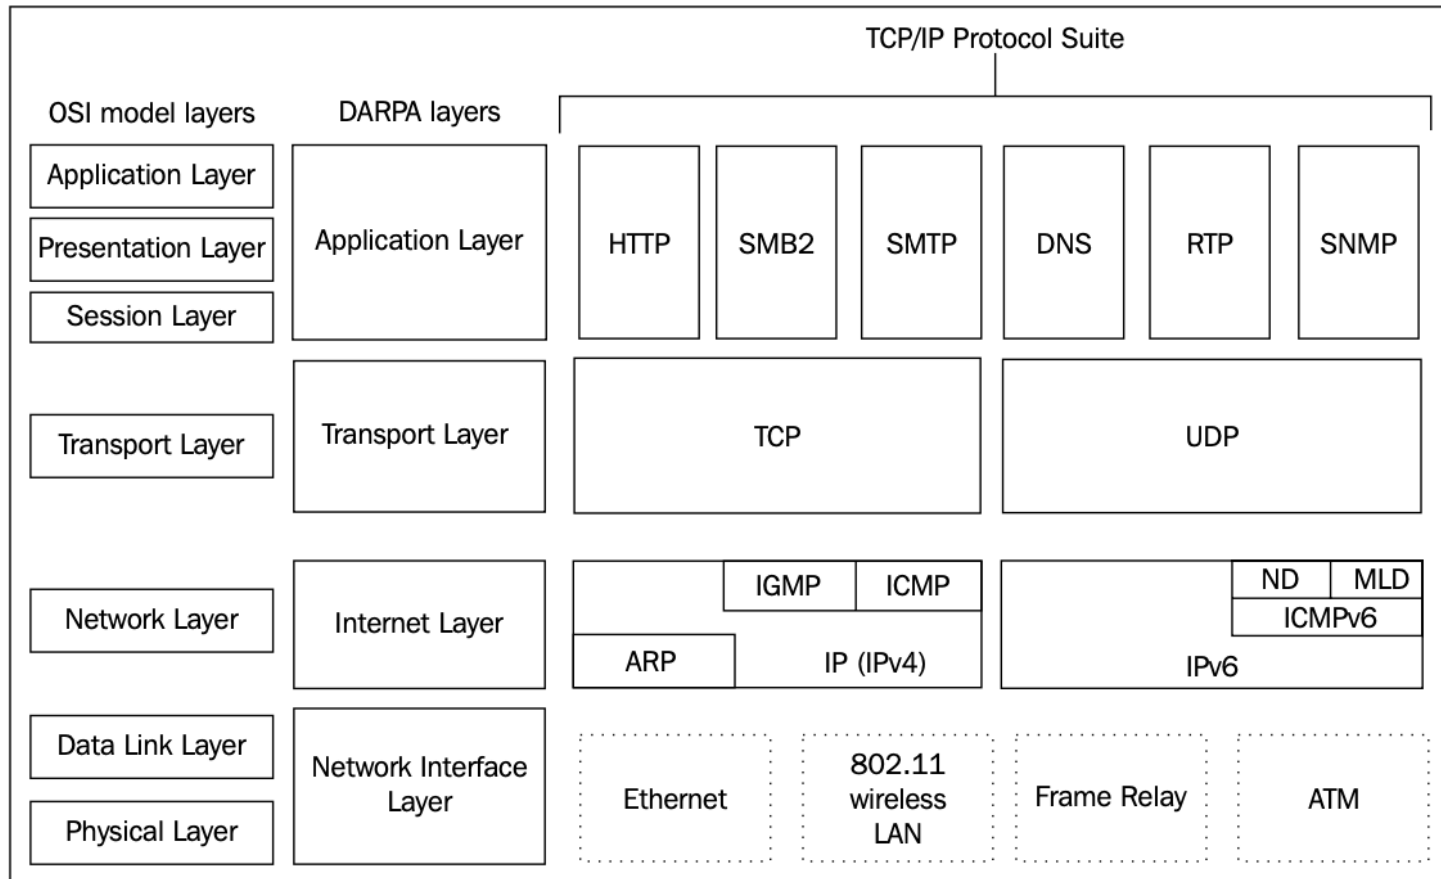 TCP/IP Protocol Suite
OSI model layers
DARPA layers
Application Layer
Presentation Layer
Session Layer
Application Layer
HTTP
SMB2
SMTP
DNS
RTP
SNMP
Transport Layer
Transport Layer
TCP
UDP
Network Layer
Internet Layer
IGMP
ICMP
ARP
IP (IPv4)
ND
MLD
ICMPv6
IPv6
Data Link Layer
Physical Layer
Network Interface
Layer
Ethernet
802.11
wireless
LAN
Frame Relay
ATM